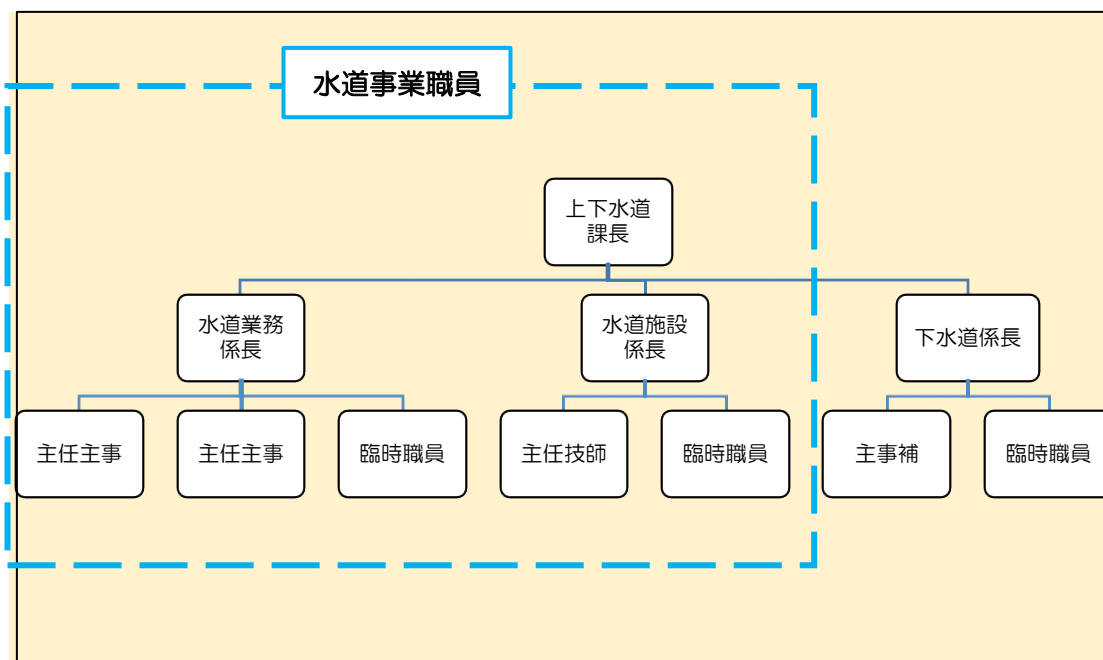 水道事業職員
上下水道
課長
水道業務
係長
水道施設
係長
下水道係長
主任主事
主任主事
臨時職員
主任技師
臨時職員
主事補
臨時職員